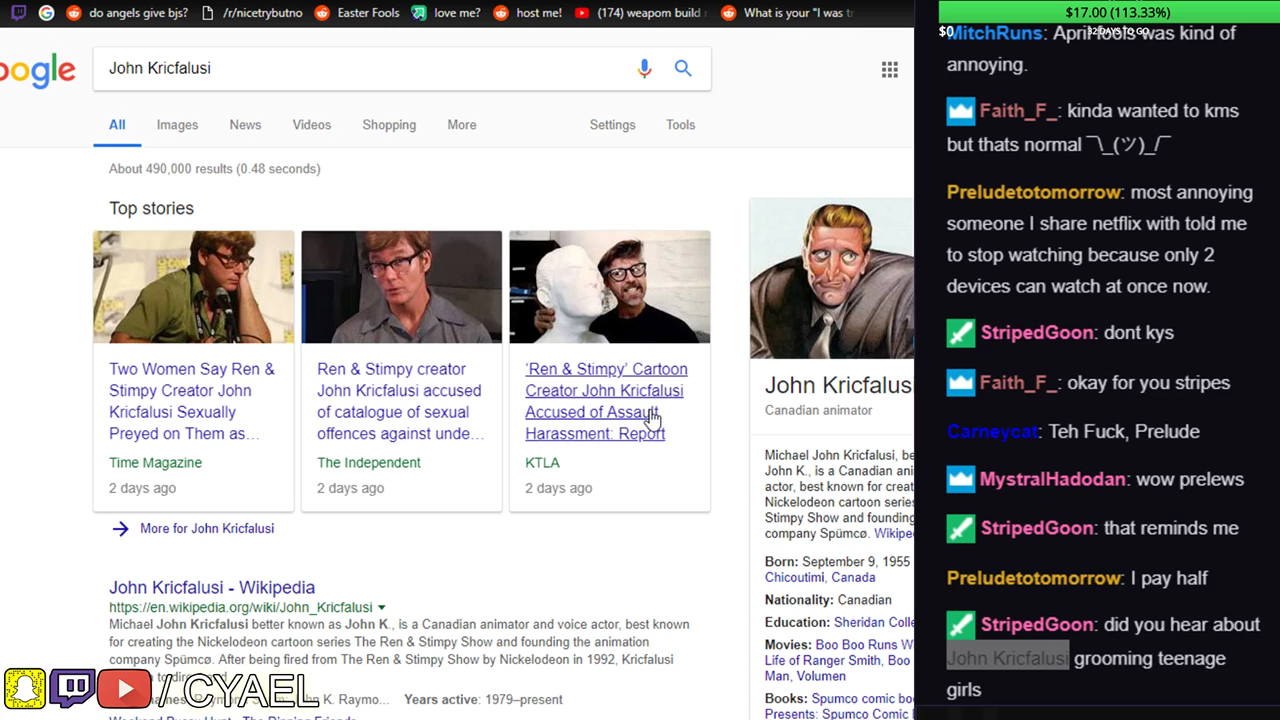 do angels give bjs?
/r/nicetrybutno
Easter Fools
love me?
host me!
(174) weapom build
What is your "I was t
oogle
John Kricfalusi
All
Images
News
Videos
Shopping
More
Settings
Tools
About 490,000 results (0.48 seconds)
Top stories
Two Women Say Ren &
Stimpy Creator John
Kricfalusi Sexually
Preyed on Them as...
Time Magazine
2 days ago
Ren & Stimpy creator
John Kricfalusi accused
of catalogue of sexual
offences against unde...
The Independent
2 days ago
'Ren & Stimpy' Cartoon
Creator John Kricfalusi
Accused of Assault
Harassment: Report
KTLA
2 days ago
More for John Kricfalusi
John Kricfalusi - Wikipedia
https://en.wikipedia.org/wiki/John_Kricfalusi
Michael John Kricfalusi better known as John K., is a Canadian animator and voice actor, best known
for creating the Nickelodeon cartoon series The Ren & Stimpy Show and founding the animation
company Spümcø. After being fired from The Ren & Stimpy Show by Nickelodeon in 1992, Kricfalusi
K. Raymo... Years active: 1979–present
/ CYAEL
John Kricfalus
Canadian animator
Michael John Kricfalusi, be
John K., is a Canadian ani
actor, best known for creat
Nickelodeon cartoon series
Stimpy Show and founding
company Spümcø. Wikipe
Born: September 9, 1955
Chicoutimi, Canada
Nationality: Canadian
Education: Sheridan Colle
Movies: Boo Boo Runs W
Life of Ranger Smith, Boo
Man, Volumen
Books: Spumco comic bo
Presents: Spumco Comic
$17.00 (113.33%)
$0
32 DAYS TO GO
MitchRuns: April fools was kind of
annoying.
Faith_F_: kinda wanted to kms
but thats normal ¯\_(ツ)_/¯
Preludetotomorrow: most annoying
someone I share netflix with told me
to stop watching because only 2
devices can watch at once now.
StripedGoon: dont kys
Faith_F_: okay for you stripes
Carneycat: Teh Fuck, Prelude
MystralHadodan: wow prelews
StripedGoon: that reminds me
Preludetotomorrow: I pay half
StripedGoon: did you hear about
John Kricfalusi grooming teenage
girls